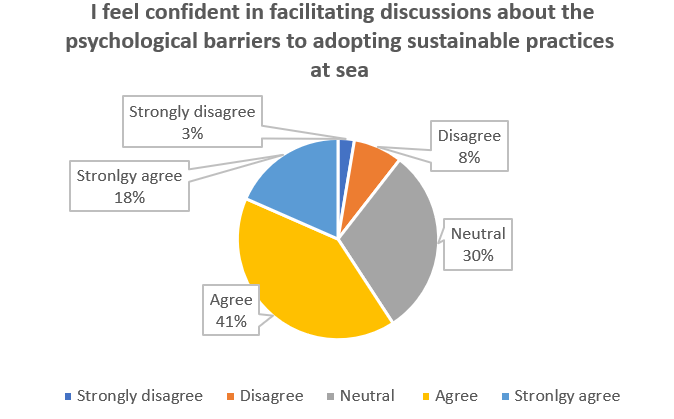 I feel confident in facilitating discussions about the
psychological barriers to adopting sustainable practices
at sea
Strongly disagree
3%
Disagree
8%
Stronlgy agree
18%
Neutral
30%
Agree
41%
Strongly disagree Disagree Neutral Agree Stronlgy agree